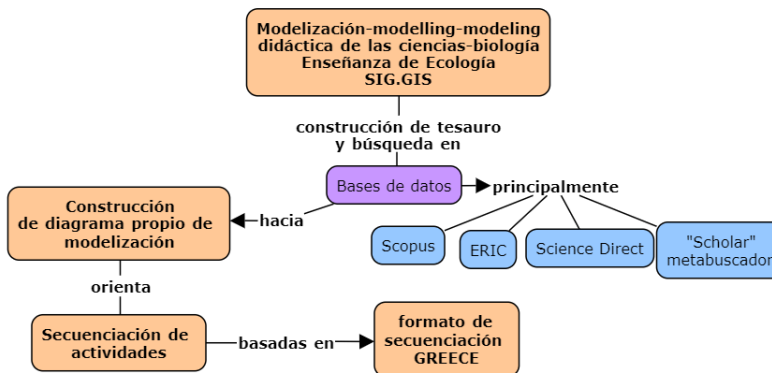 Modelización-modelling-modeling
didáctica de las ciencias-biología
Enseñanza de Ecología
SIG.GIS
construcción de tesauro
y búsqueda en
Bases de datos
principalmente
Construcción
de diagrama propio de
modelización
hacia
Scopus
ERIC
Science Direct
"Scholar"
metabuscador
orienta
Secuenciación de
actividades
basadas en
formato de
secuenciación
GREECE